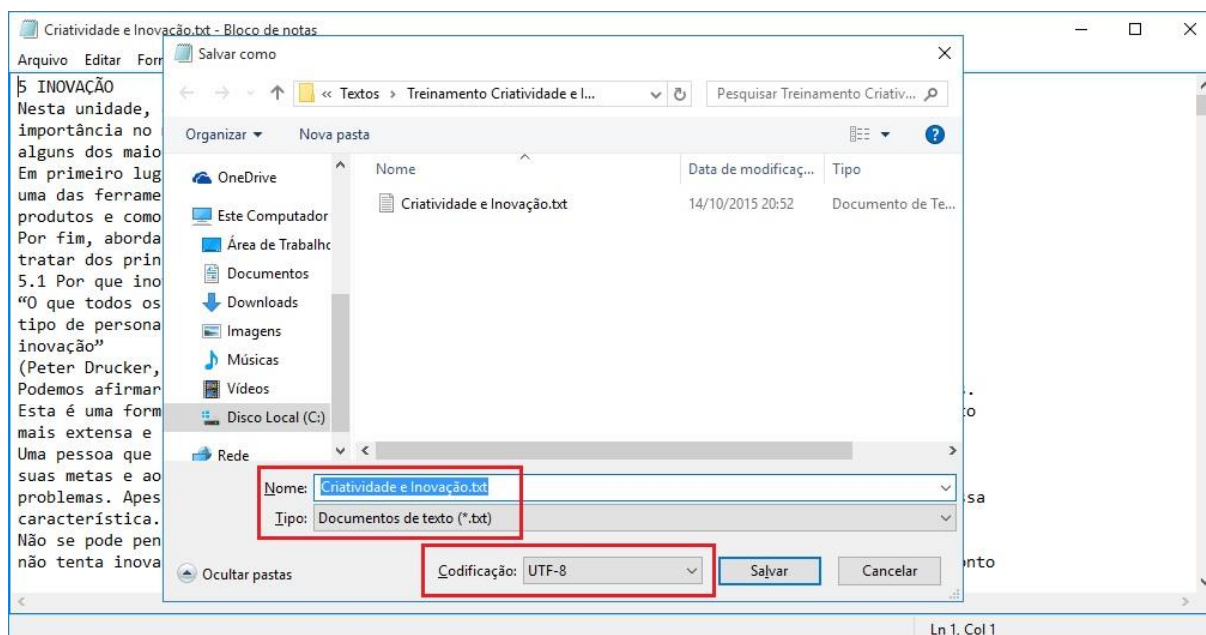 Criatividade e Inovação.txt - Bloco de notas
Arquivo Editar
Salvar como
« Textos › Treinamento Criatividade e I...
Pesquisar Treinamento Criativ...
Organizar
Nova pasta
Nome
Data de modificaç...
Tipo
Criatividade e Inovação.txt
14/10/2015 20:52
Documento de Te...
OneDrive
Este Computador
Área de Trabalho
Documentos
Downloads
Imagens
Músicas
Vídeos
Disco Local (C:)
Rede
Nome: Criatividade e Inovação.txt
Tipo: Documentos de texto (*.txt)
Ocultar pastas
Codificação: UTF-8
Salvar
Cancelar
5 INOVAÇÃO
Nesta unidade,
importância no
alguns dos maio
Em primeiro lug
uma das ferrame
produtos e como
Por fim, aborda
tratar dos prin
5.1 Por que ino
“O que todos os
tipo de persona
inovação”
(Peter Drucker,
Podemos afirmar
Esta é uma form
mais extensa e
Uma pessoa que
suas metas e ao
problemas. Apes
característica.
Não se pode pen
não tenta inova
Ln 1, Col 1